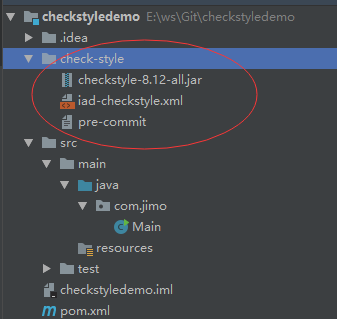 checkstyledemo E:\ws\Git\checkstyledemo
.idea
check-style
checkstyle-8.12-all.jar
iad-checkstyle.xml
pre-commit
src
main
java
com.jimo
Main
resources
test
checkstyledemo.iml
pom.xml